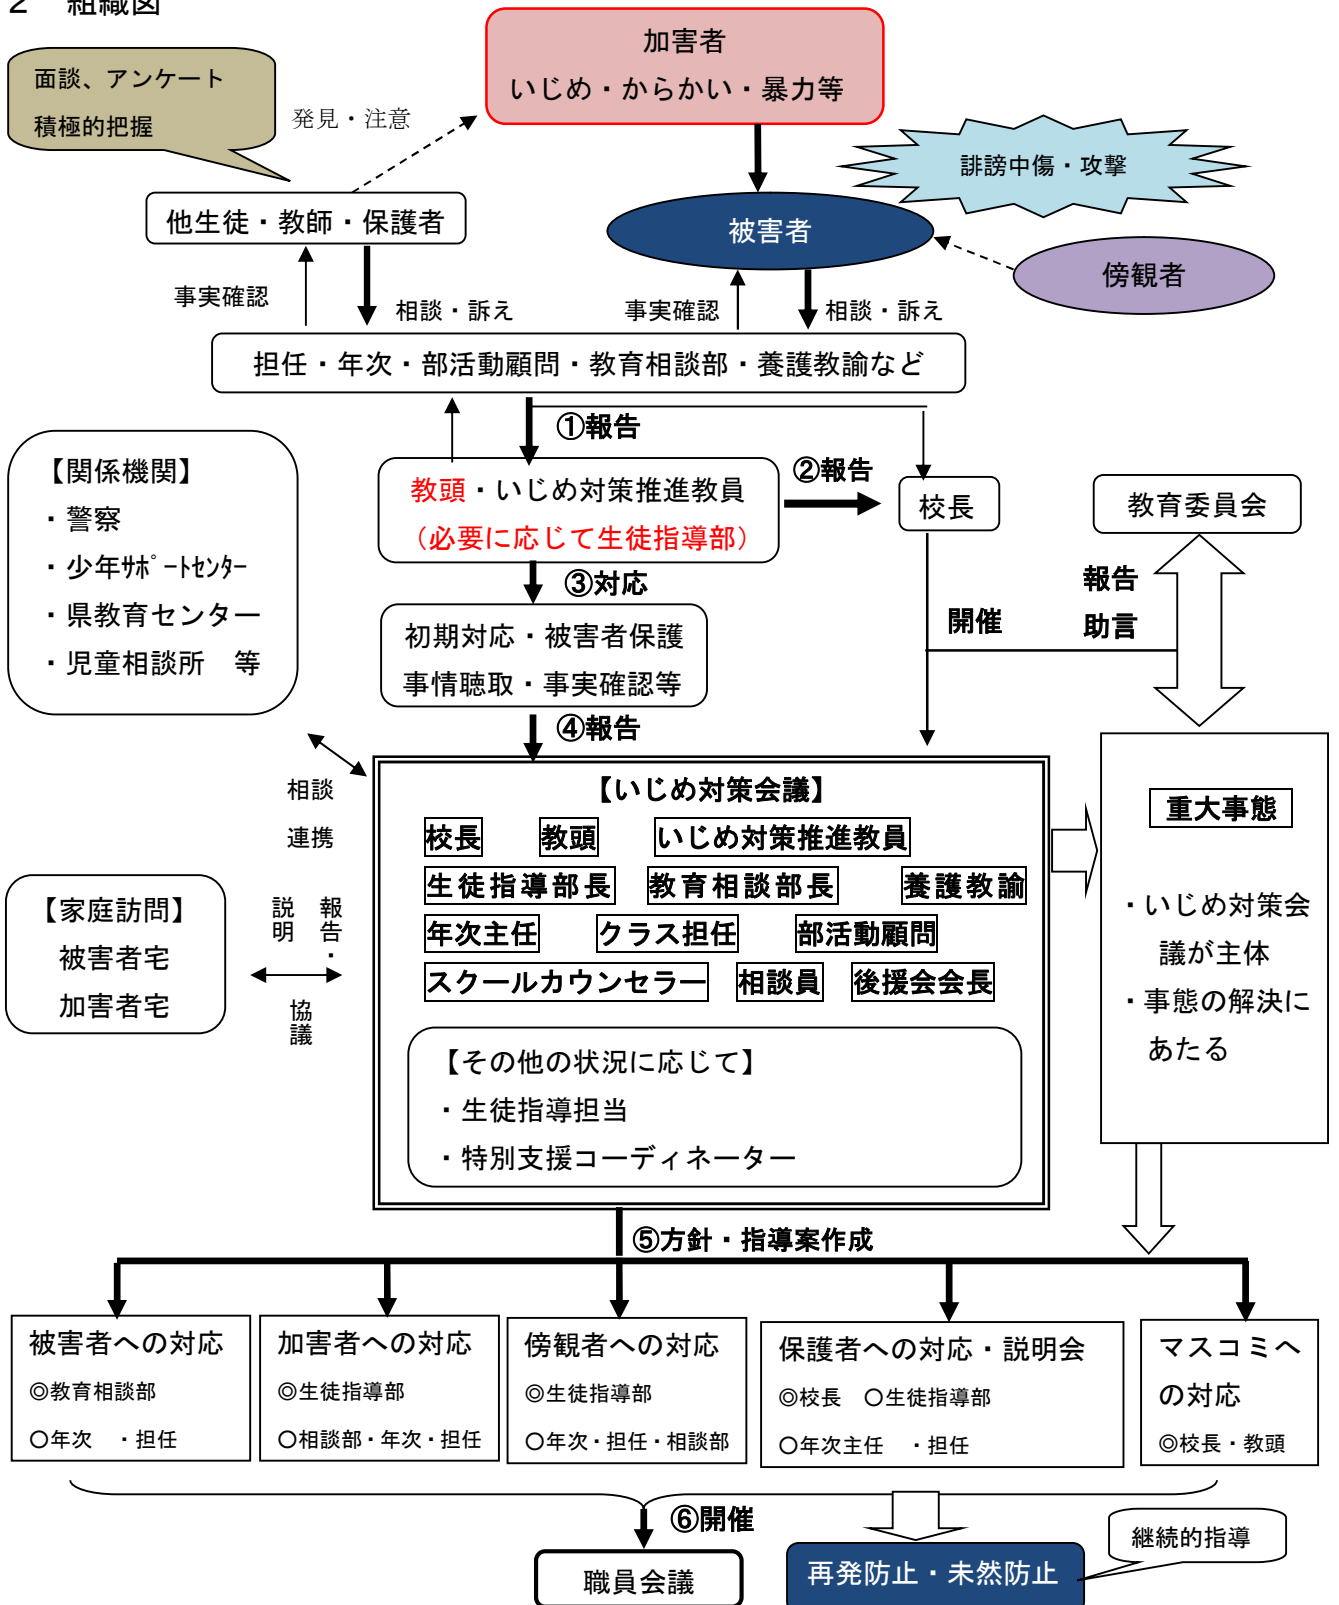 2　組織図
加害者
いじめ・からかい・暴力等
面談、アンケート
積極的把握
発見・注意
誹謗中傷・攻撃
他生徒・教師・保護者
被害者
傍観者
事実確認
相談・訴え
事実確認
相談・訴え
担任・年次・部活動顧問・教育相談部・養護教諭など
①報告
【関係機関】
・警察
・少年ｻﾎﾟｰﾄｾﾝﾀｰ
・県教育センター
・児童相談所　等
教頭・いじめ対策推進教員
（必要に応じて生徒指導部）
②報告
校長
教育委員会
③対応
報告
助言
開催
初期対応・被害者保護
事情聴取・事実確認等
④報告
相談
連携
【いじめ対策会議】
校長　教頭　いじめ対策推進教員
生徒指導部長　教育相談部長　養護教諭
年次主任　クラス担任　部活動顧問
スクールカウンセラー　相談員　後援会会長
【その他の状況に応じて】
・生徒指導担当
・特別支援コーディネーター
重大事態
・いじめ対策会
議が主体
・事態の解決に
あたる
【家庭訪問】
被害者宅
加害者宅
報告・
説明
協議
⑤方針・指導案作成
被害者への対応
◎教育相談部
○年次　・担任
加害者への対応
◎生徒指導部
○相談部・年次・担任
傍観者への対応
◎生徒指導部
○年次・担任・相談部
保護者への対応・説明会
◎校長　○生徒指導部
○年次主任　・担任
マスコミへ
の対応
◎校長・教頭
⑥開催
職員会議
再発防止・未然防止
継続的指導